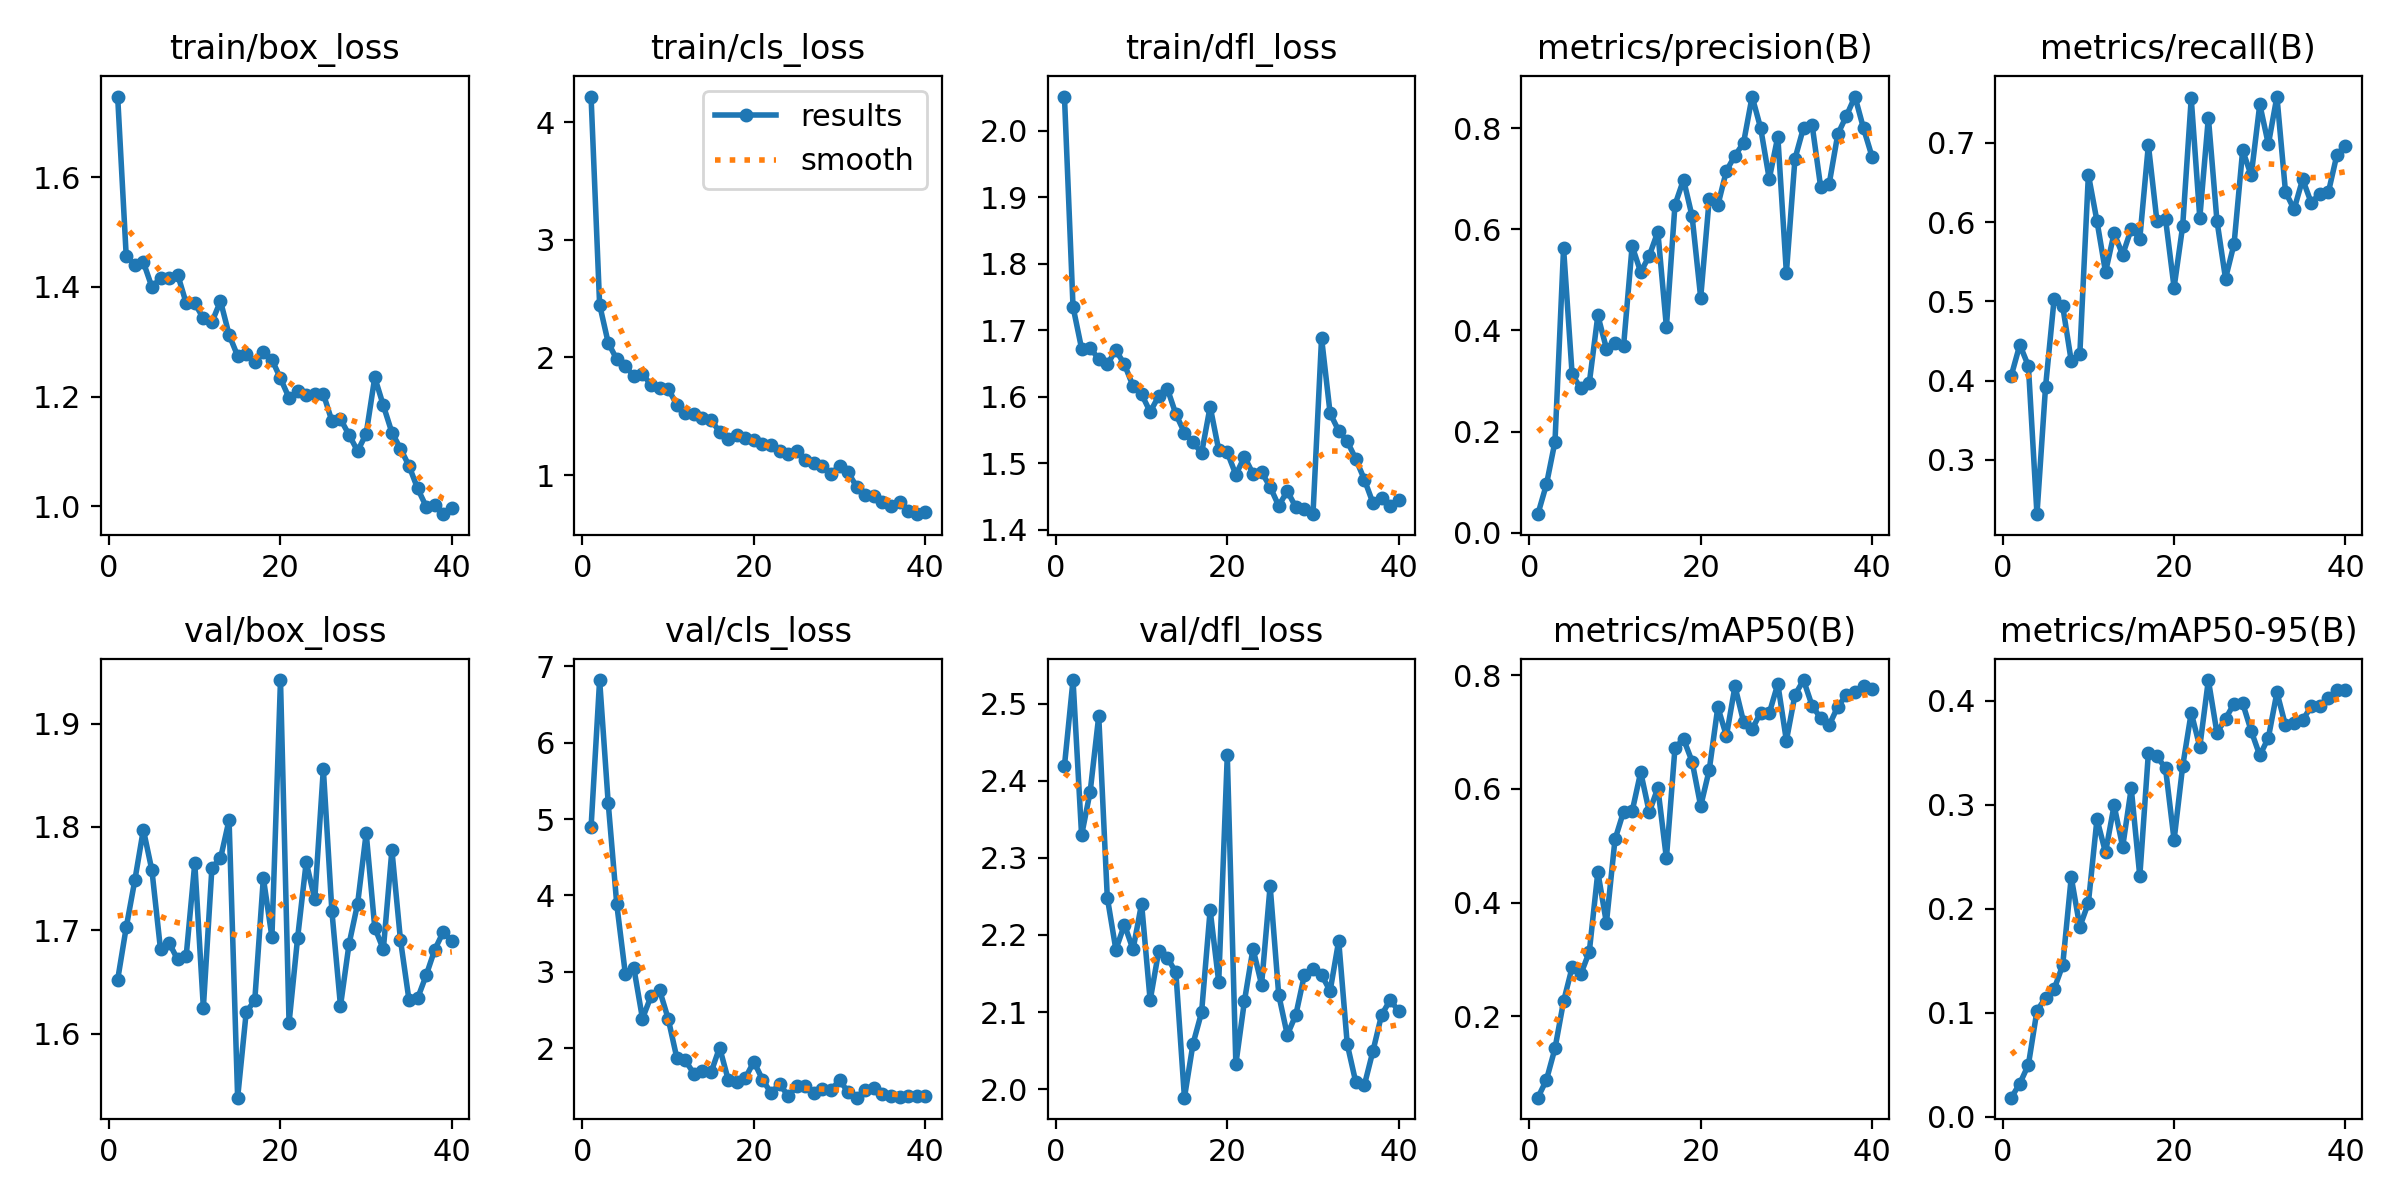 train/box_loss
train/cls_loss
train/dfl_loss
metrics/precision(B)
metrics/recall(B)
1.6
1.4
1.2
1.0
0 20 40
4
3
2
1
0 20 40
results
smooth
2.0
1.9
1.8
1.7
1.6
1.5
1.4
0 20 40
0.8
0.6
0.4
0.2
0.0
0 20 40
0.7
0.6
0.5
0.4
0.3
0 20 40
val/box_loss
val/cls_loss
val/dfl_loss
metrics/mAP50(B)
metrics/mAP50-95(B)
1.9
1.8
1.7
1.6
0 20 40
7
6
5
4
3
2
0 20 40
2.5
2.4
2.3
2.2
2.1
2.0
0 20 40
0.8
0.6
0.4
0.2
0 20 40
0.4
0.3
0.2
0.1
0.0
0 20 40